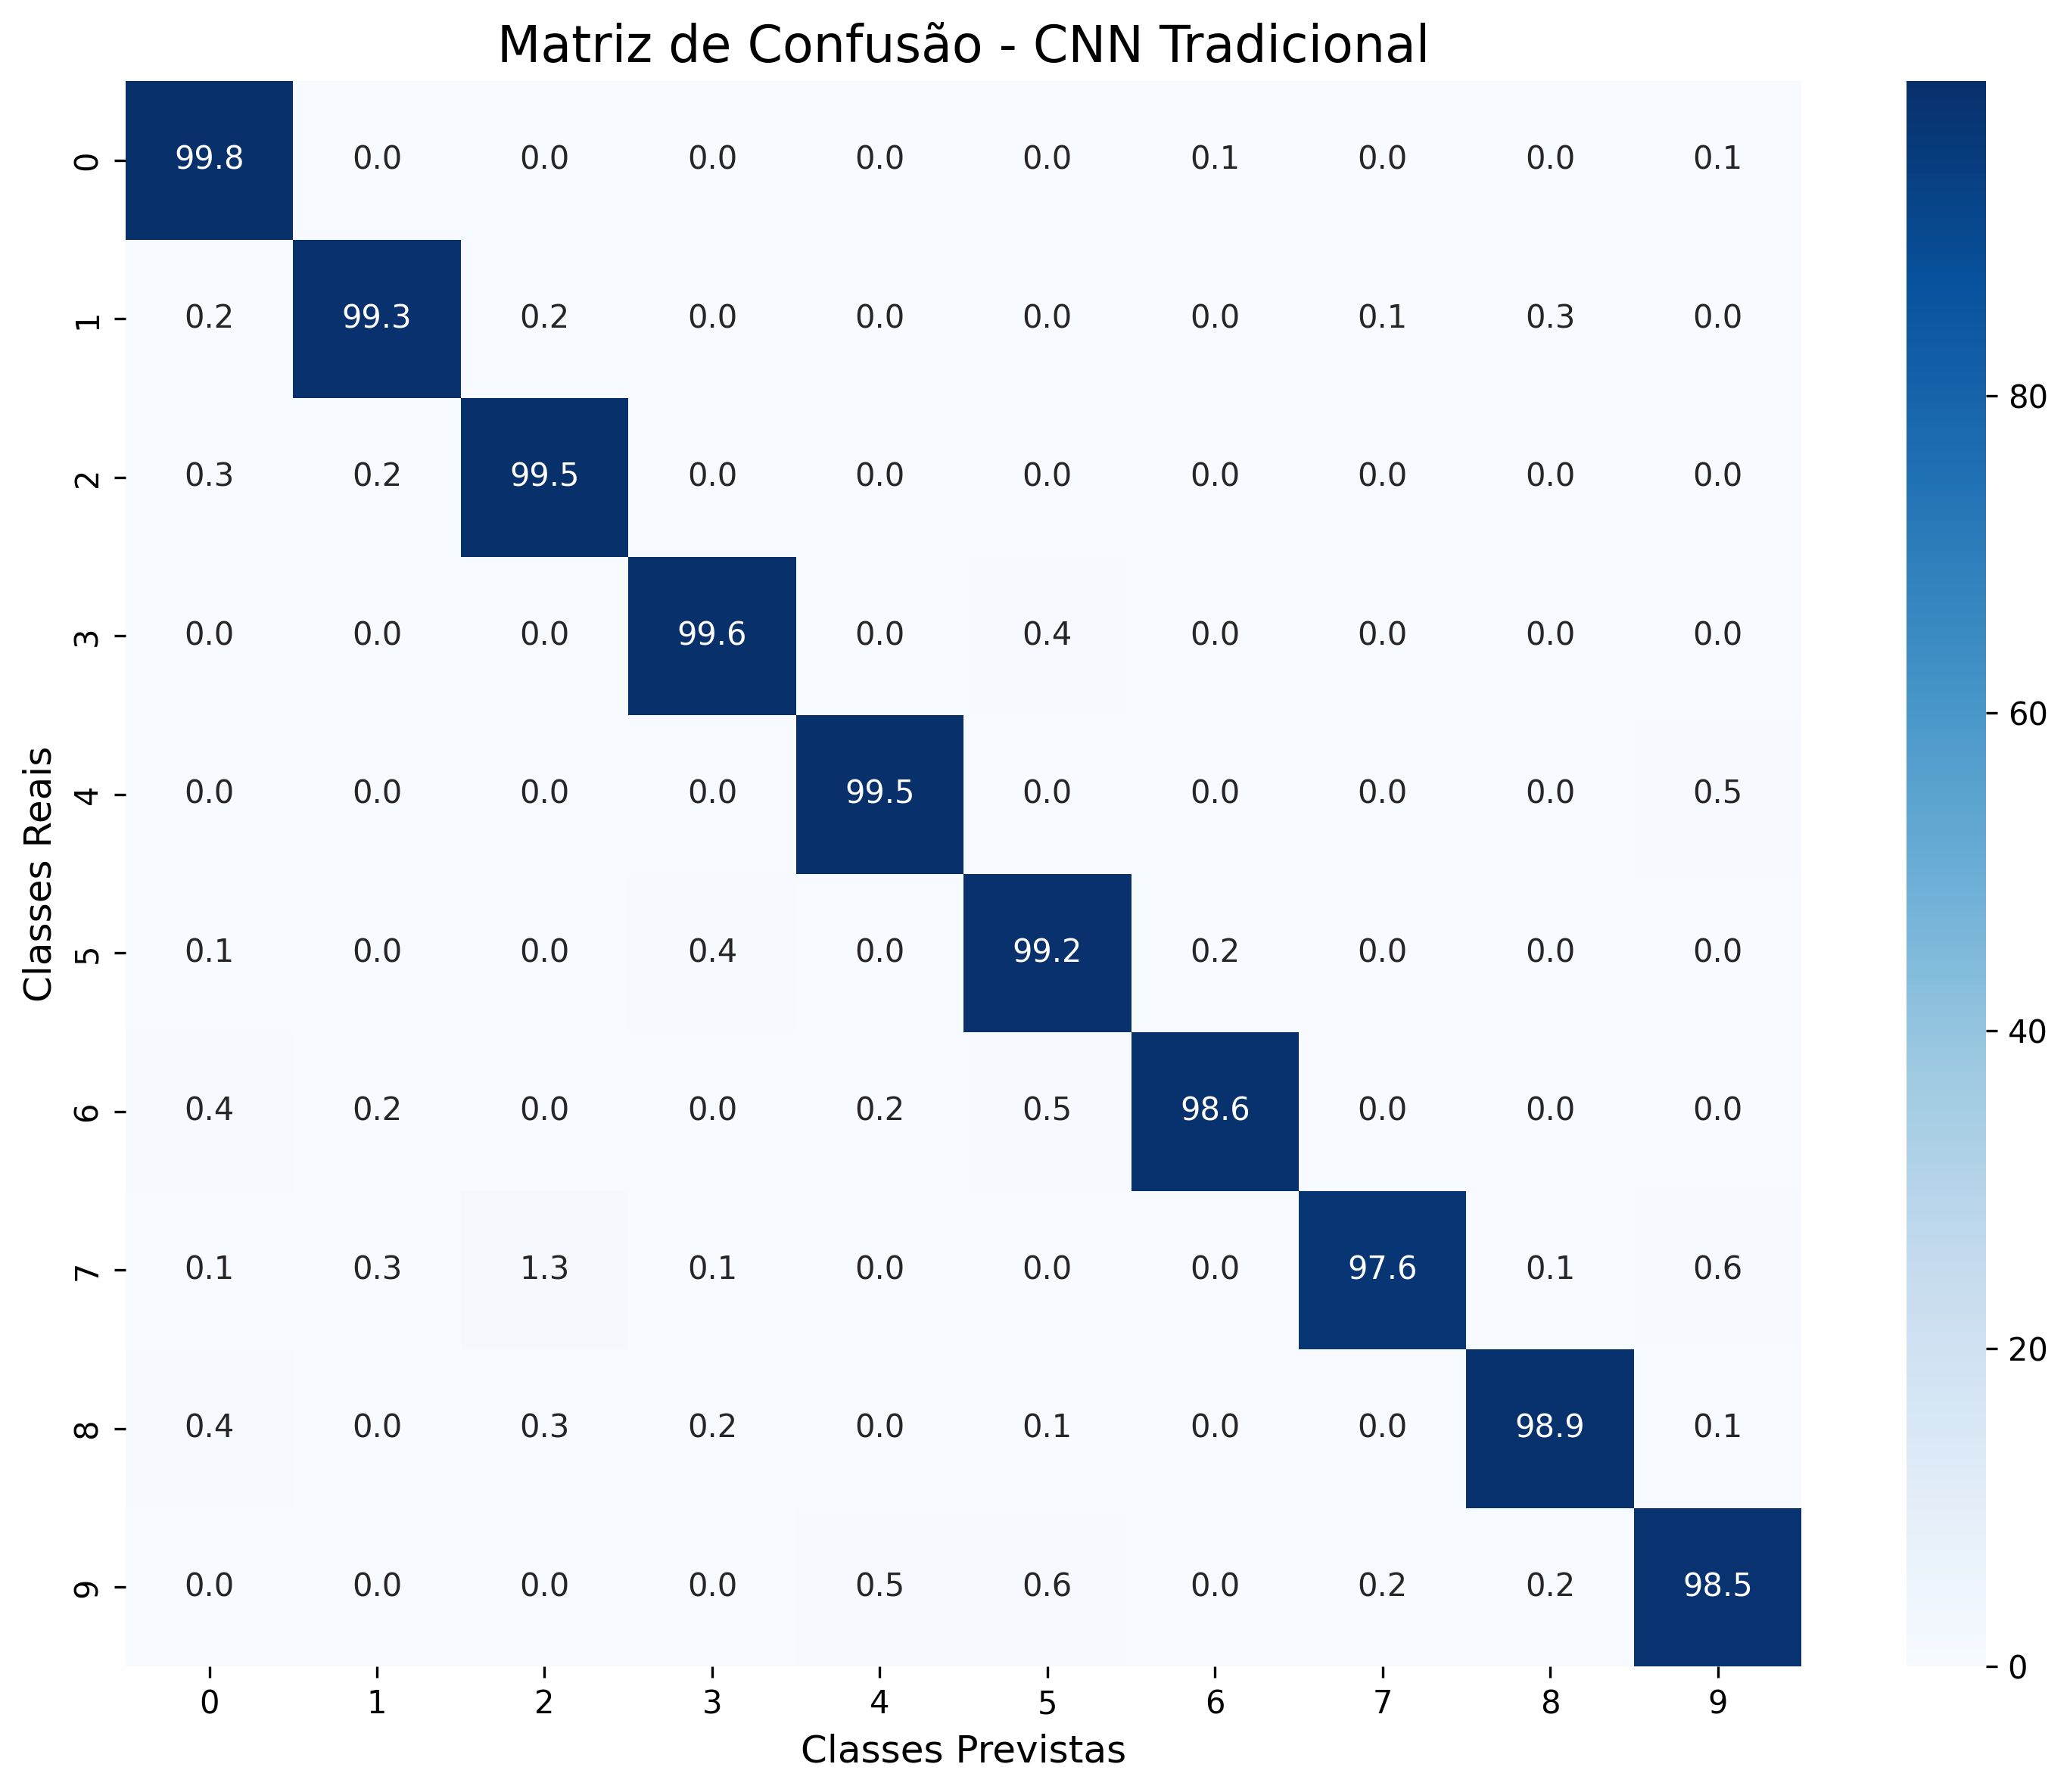 Matriz de Confusão - CNN Tradicional
0 99.8 0.0 0.0 0.0 0.0 0.0 0.1 0.0 0.0 0.1
1 0.2 99.3 0.2 0.0 0.0 0.0 0.0 0.1 0.3 0.0
2 0.3 0.2 99.5 0.0 0.0 0.0 0.0 0.0 0.0 0.0
3 0.0 0.0 0.0 99.6 0.0 0.4 0.0 0.0 0.0 0.0
4 0.0 0.0 0.0 0.0 99.5 0.0 0.0 0.0 0.0 0.5
5 0.1 0.0 0.0 0.4 0.0 99.2 0.2 0.0 0.0 0.0
6 0.4 0.2 0.0 0.0 0.2 0.5 98.6 0.0 0.0 0.0
7 0.1 0.3 1.3 0.1 0.0 0.0 0.0 97.6 0.1 0.6
8 0.4 0.0 0.3 0.2 0.0 0.1 0.0 0.0 98.9 0.1
9 0.0 0.0 0.0 0.0 0.5 0.6 0.0 0.2 0.2 98.5
0 1 2 3 4 5 6 7 8 9
Classes Previstas
Classes Reais
80
60
40
20
0